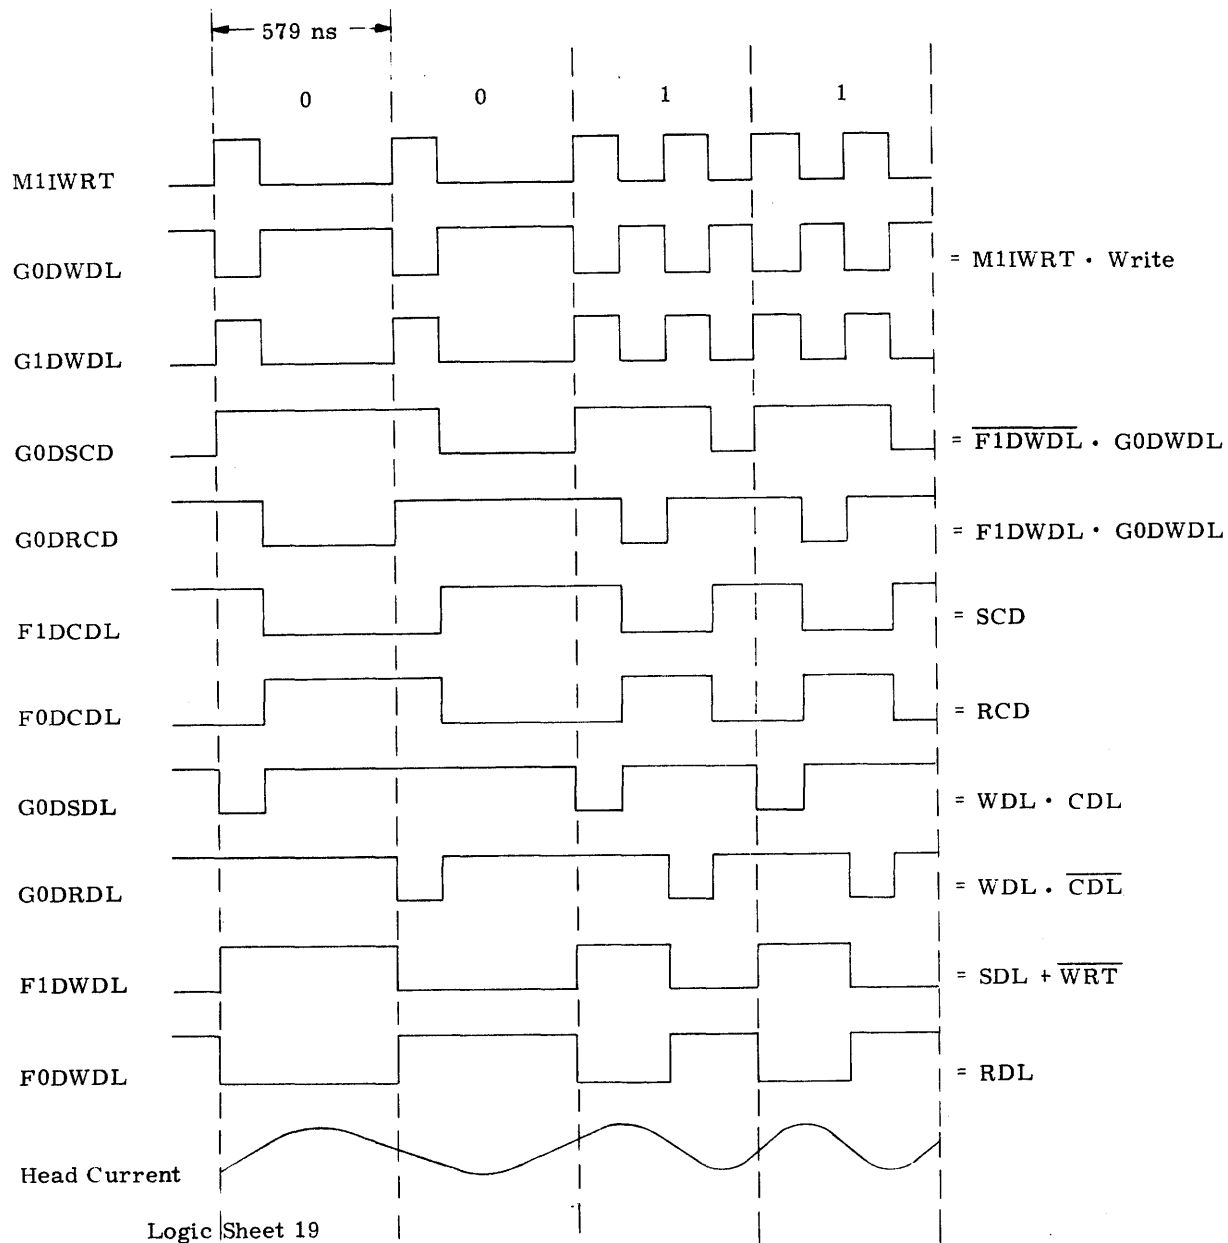 579 ns
0 0 1 1
M1IWRT
G0DWDL = M1IWRT · Write
G1DWDL
G0DSCD = F1DWDL · G0DWDL
G0DRCD = F1DWDL · G0DWDL
F1DCDL = SCD
F0DCDL = RCD
G0DSDL = WDL · CDL
G0DRDL = WDL · CDL
F1DWDL = SDL + WRT
F0DWDL = RDL
Head Current
Logic Sheet 19